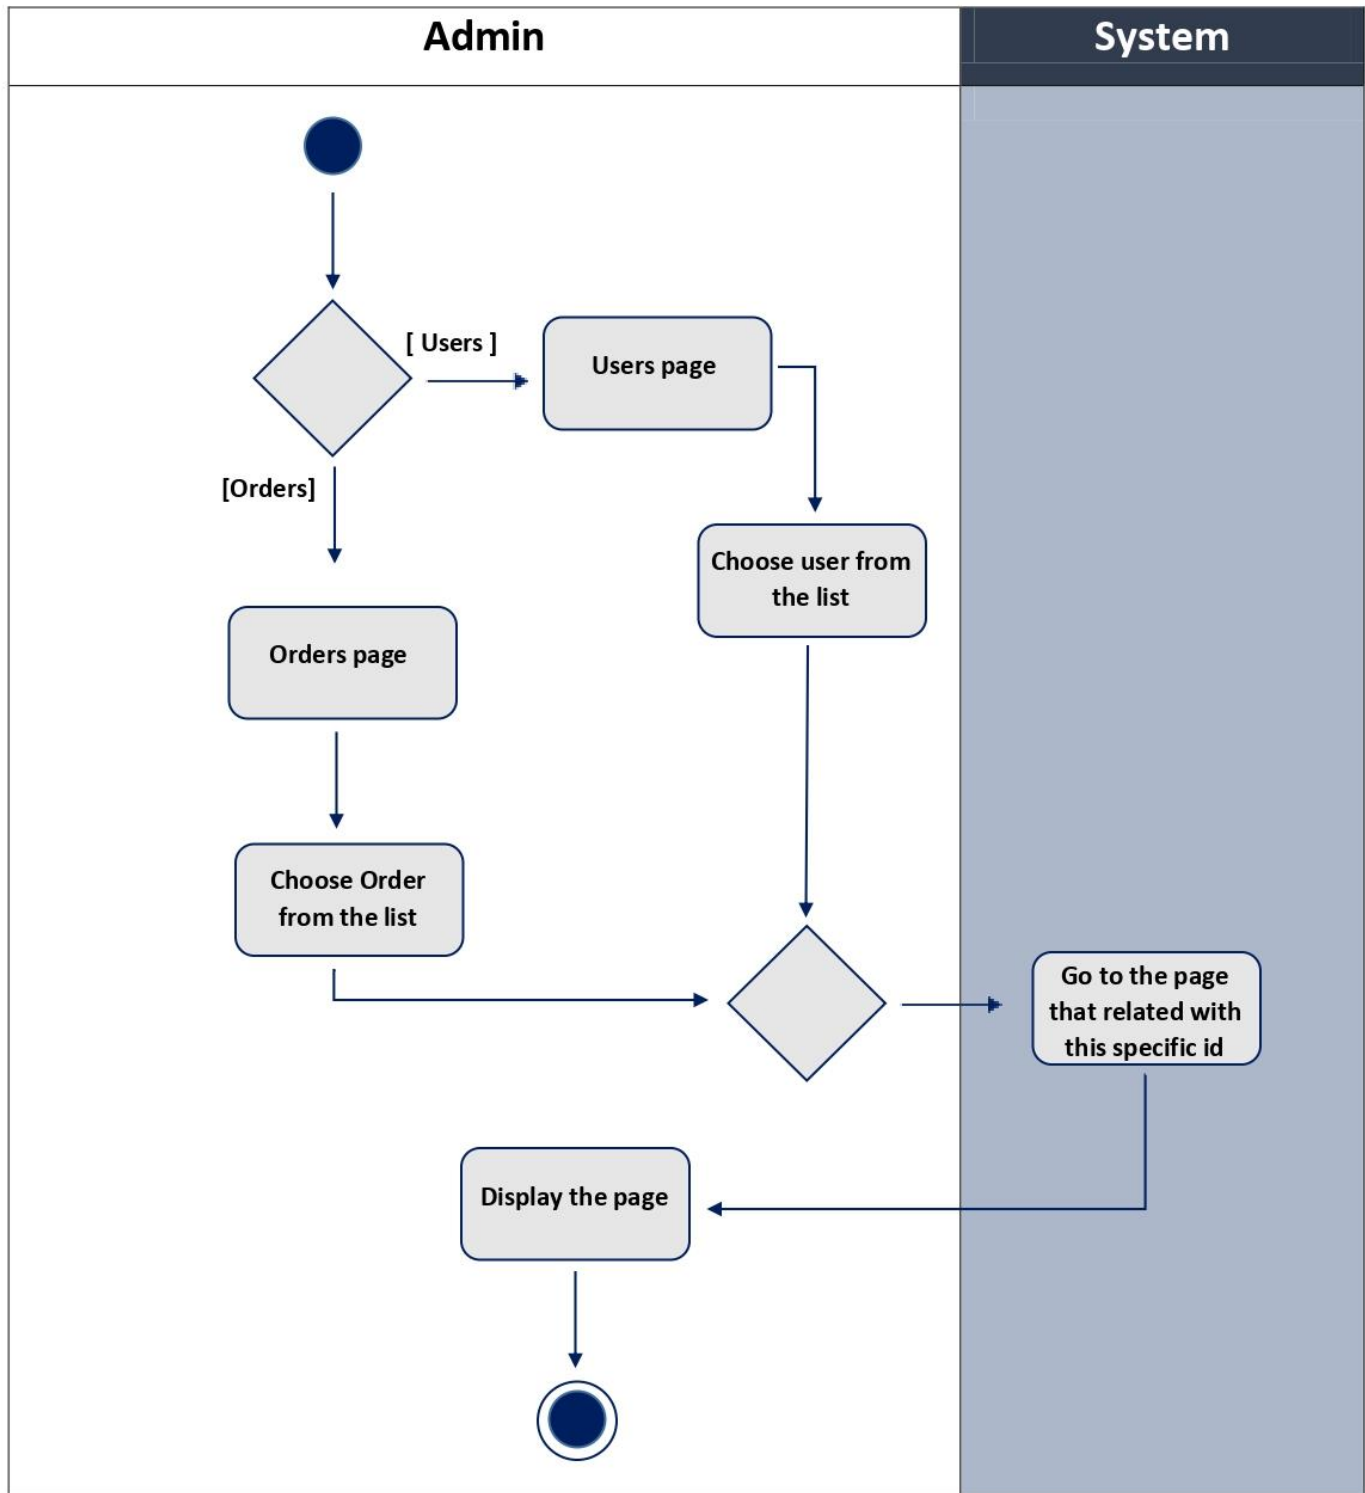 Admin
System
[ Users ]
Users page
[Orders]
Choose user from
the list
Orders page
Choose Order
from the list
Go to the page
that related with
this specific id
Display the page